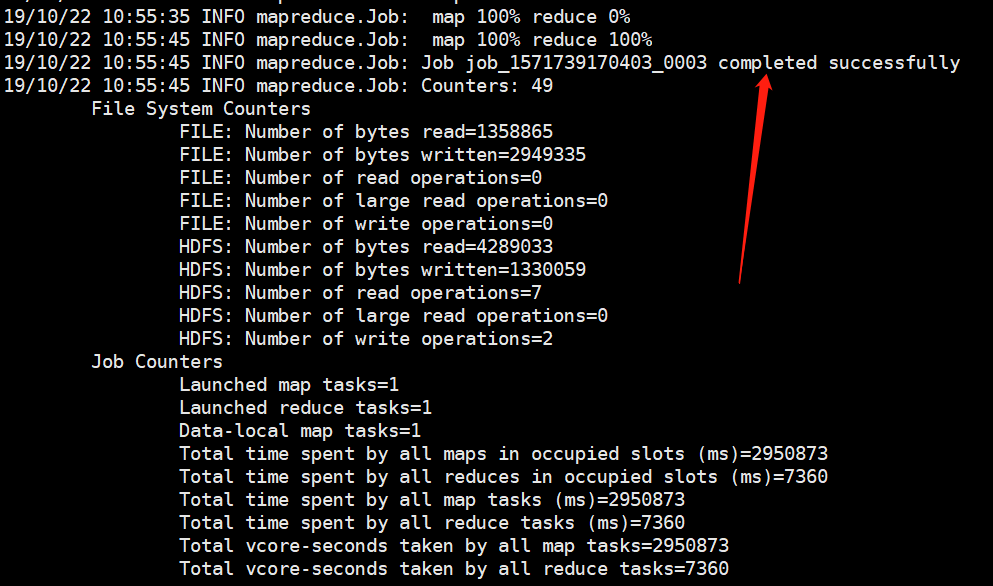 19/10/22 10:55:35 INFO mapreduce.Job:  map 100% reduce 0%
19/10/22 10:55:45 INFO mapreduce.Job:  map 100% reduce 100%
19/10/22 10:55:45 INFO mapreduce.Job: Job job_1571739170403_0003 completed successfully
19/10/22 10:55:45 INFO mapreduce.Job: Counters: 49
File System Counters
FILE: Number of bytes read=1358865
FILE: Number of bytes written=2949335
FILE: Number of read operations=0
FILE: Number of large read operations=0
FILE: Number of write operations=0
HDFS: Number of bytes read=4289033
HDFS: Number of bytes written=1330059
HDFS: Number of read operations=7
HDFS: Number of large read operations=0
HDFS: Number of write operations=2
Job Counters
Launched map tasks=1
Launched reduce tasks=1
Data-local map tasks=1
Total time spent by all maps in occupied slots (ms)=2950873
Total time spent by all reduces in occupied slots (ms)=7360
Total time spent by all map tasks (ms)=2950873
Total time spent by all reduce tasks (ms)=7360
Total vcore-seconds taken by all map tasks=2950873
Total vcore-seconds taken by all reduce tasks=7360